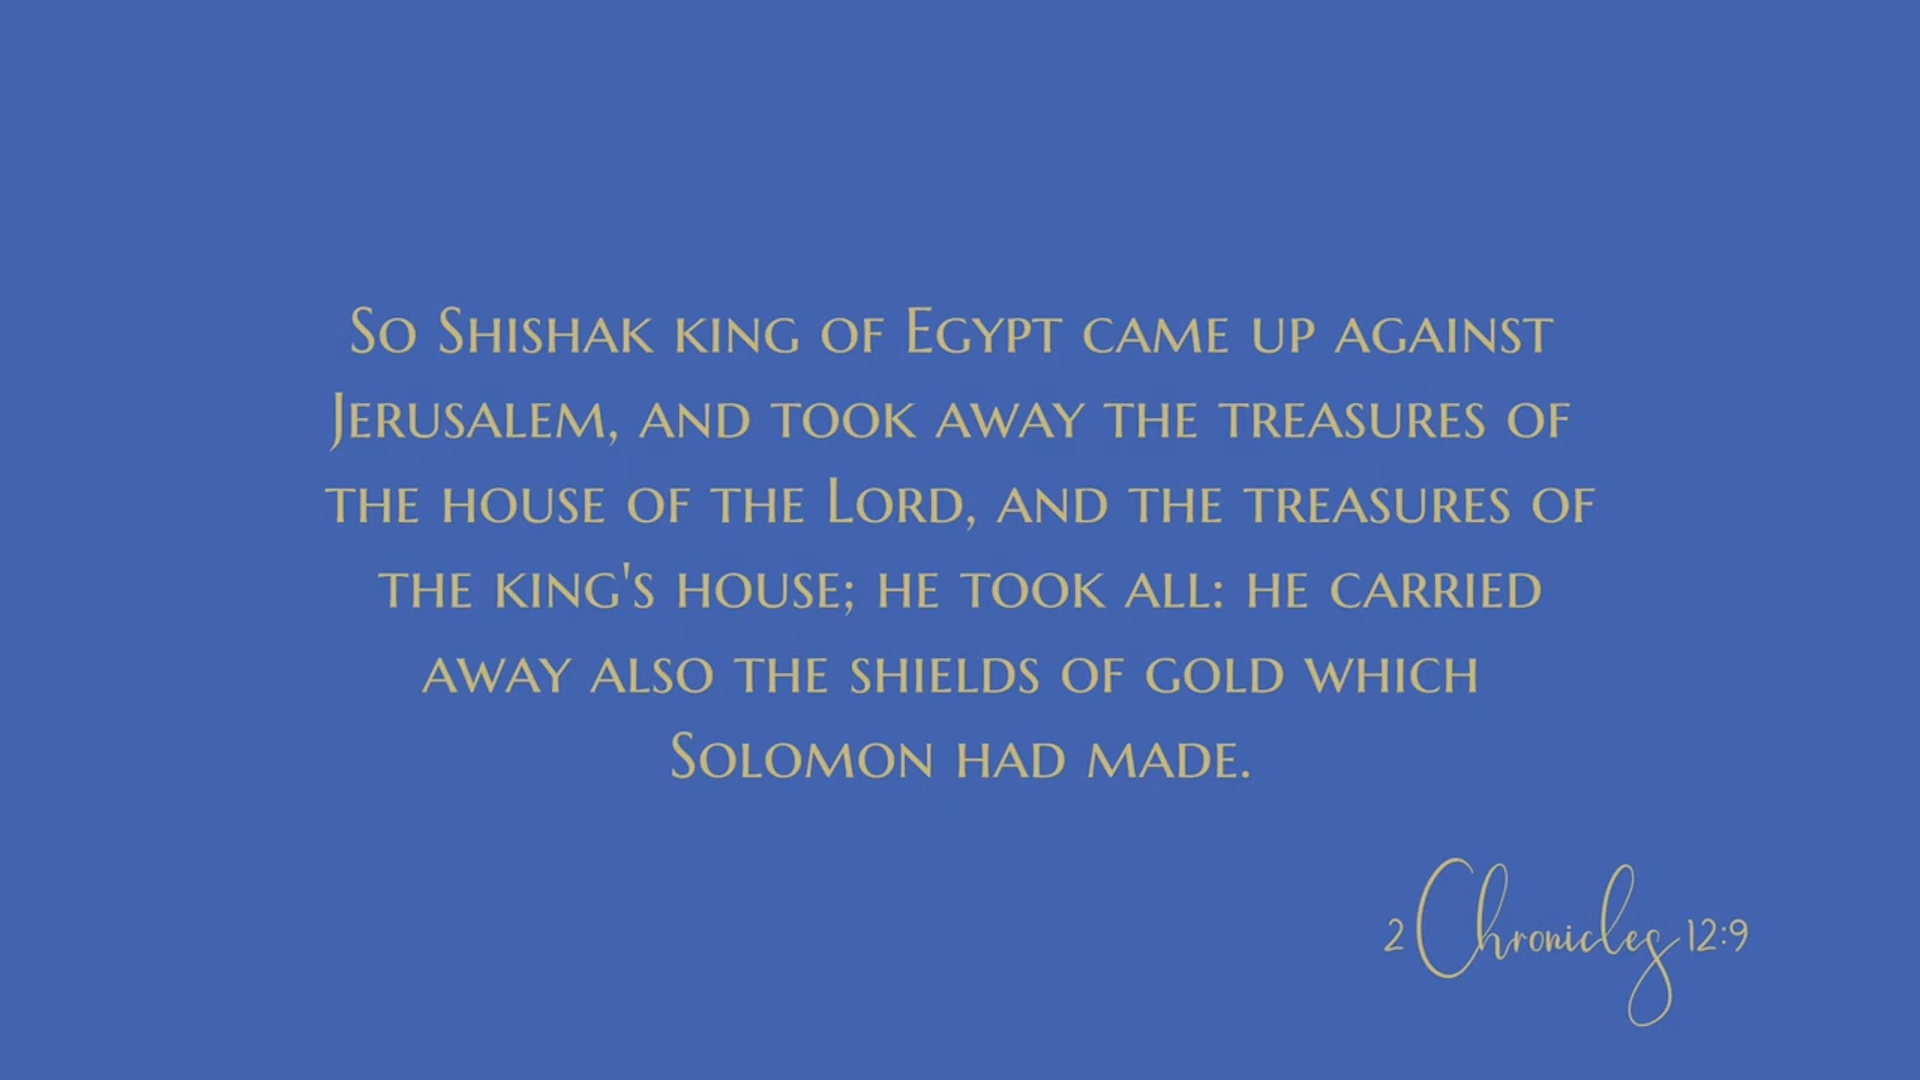 So Shishak king of Egypt came up against
Jerusalem, and took away the treasures of
the house of the Lord, and the treasures of
the king's house; he took all: he carried
away also the shields of gold which
Solomon had made.
2 Chronicles 12:9